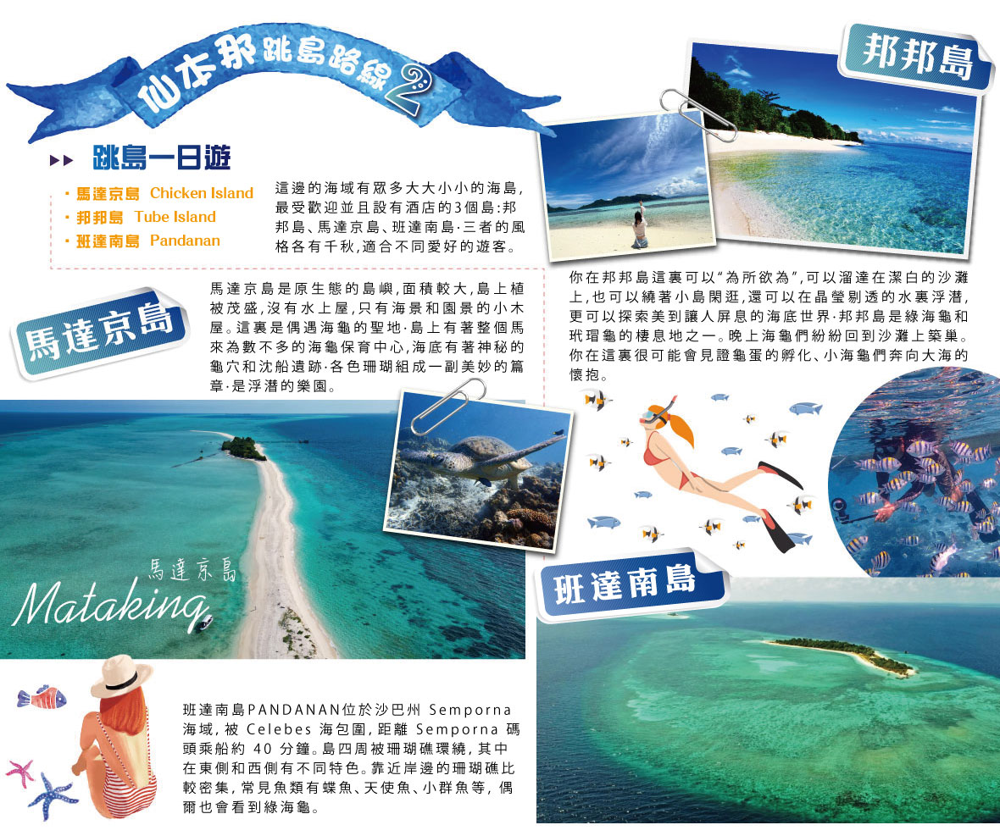 仙本那跳島路線2
跳島一日遊
·馬達京島 Chicken Island
·邦邦島 Tube Island
·班達南島 Pandanan
這邊的海域有眾多大大小小的海島,
最受歡迎並且設有酒店的3個島:邦
邦島、馬達京島、班達南島·三者的風
格各有千秋,適合不同愛好的遊客。
馬達京島
馬達京島是原生態的島嶼,面積較大,島上植
被茂盛,沒有水上屋,只有海景和園景的小木
屋。這裏是偶遇海龜的聖地·島上有著整個馬
來為數不多的海龜保育中心,海底有著神秘的
龜穴和沈船遺跡·各色珊瑚組成一副美妙的篇
章·是浮潛的樂園。
馬達京島
Mataking
班達南島PANDANAN位於沙巴州 Semporna
海域, 被 Celebes 海包圍, 距離 Semporna 碼
頭乘船約 40 分鐘。島四周被珊瑚礁環繞, 其中
在東側和西側有不同特色。靠近岸邊的珊瑚礁比
較密集, 常見魚類有蝶魚、天使魚、小群魚等, 偶
爾也會看到綠海龜。
邦邦島
你在邦邦島這裏可以“為所欲為”,可以溜達在潔白的沙灘
上,也可以繞著小島閑逛,還可以在晶瑩剔透的水裏浮潛,
更可以探索美到讓人屏息的海底世界·邦邦島是綠海龜和
玳瑁龜的棲息地之一。晚上海龜們紛紛回到沙灘上築巢。
你在這裏很可能會見證龜蛋的孵化、小海龜們奔向大海的
懷抱。
班達南島